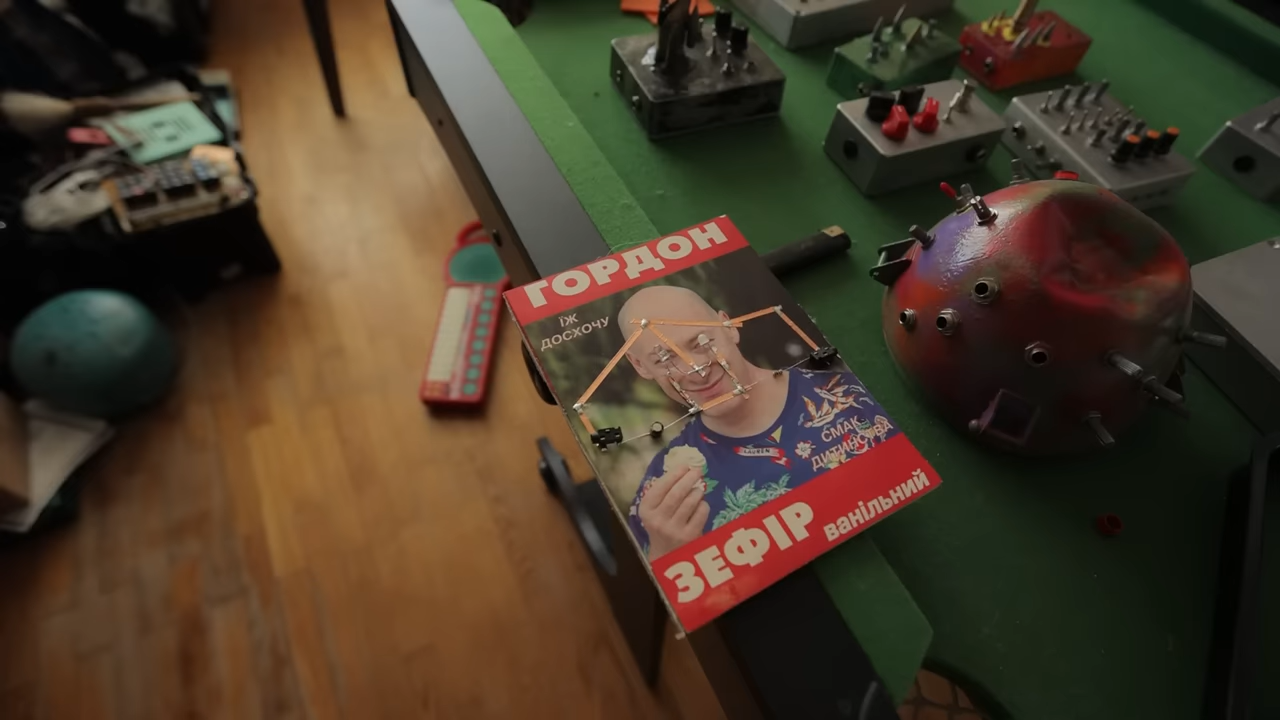 ГОРДОН
їж
досхочу
смак
дитинства
ЗЕФІР ванільний